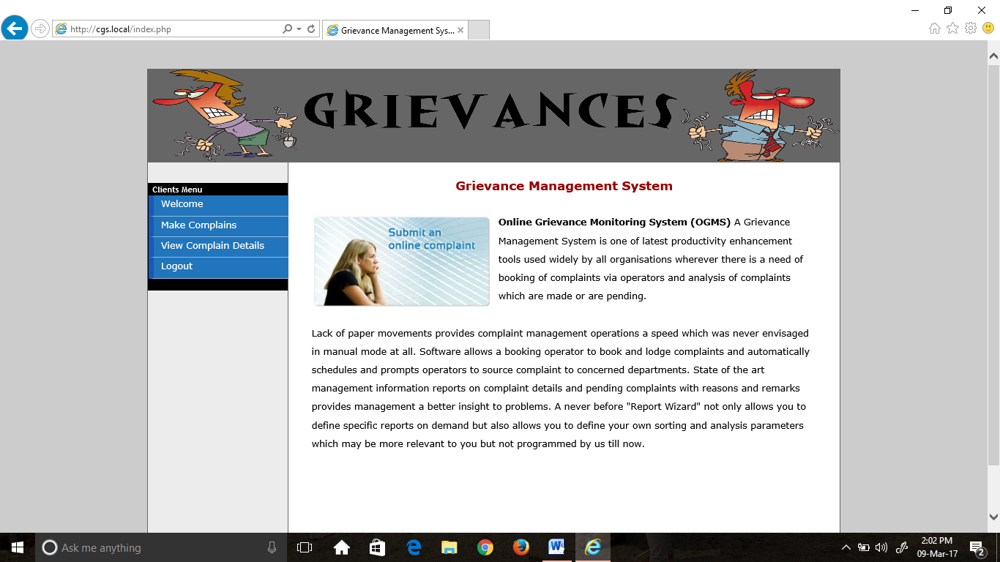 http://cgs.local/index.php
Grievance Management Sys...
GRIEVANCES
Clients Menu
Welcome
Make Complains
View Complain Details
Logout
Grievance Management System
Submit an
online complaint
Online Grievance Monitoring System (OGMS) A Grievance
Management System is one of latest productivity enhancement
tools used widely by all organisations wherever there is a need of
booking of complaints via operators and analysis of complaints
which are made or are pending.
Lack of paper movements provides complaint management operations a speed which was never envisaged
in manual mode at all. Software allows a booking operator to book and lodge complaints and automatically
schedules and prompts operators to source complaint to concerned departments. State of the art
management information reports on complaint details and pending complaints with reasons and remarks
provides management a better insight to problems. A never before "Report Wizard" not only allows you to
define specific reports on demand but also allows you to define your own sorting and analysis parameters
which may be more relevant to you but not programmed by us till now.
Ask me anything
2:02 PM
09-Mar-17
2